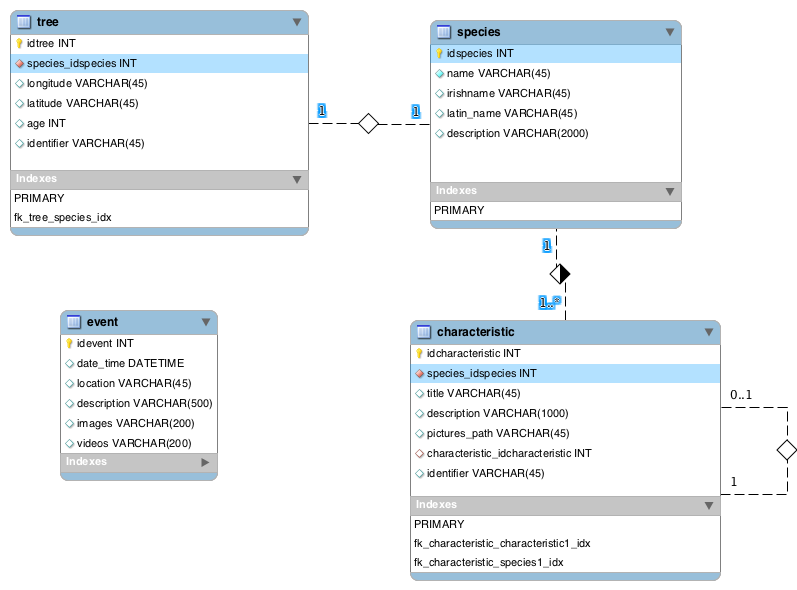 tree
idtree INT
species_idspecies INT
longitude VARCHAR(45)
latitude VARCHAR(45)
age INT
identifier VARCHAR(45)
Indexes
PRIMARY
fk_tree_species_idx
1
1
species
idspecies INT
name VARCHAR(45)
irishname VARCHAR(45)
latin_name VARCHAR(45)
description VARCHAR(2000)
Indexes
PRIMARY
1
1..*
event
idevent INT
date_time DATETIME
location VARCHAR(45)
description VARCHAR(500)
images VARCHAR(200)
videos VARCHAR(200)
Indexes
characteristic
idcharacteristic INT
species_idspecies INT
title VARCHAR(45)
description VARCHAR(1000)
pictures_path VARCHAR(45)
characteristic_idcharacteristic INT
identifier VARCHAR(45)
Indexes
PRIMARY
fk_characteristic_characteristic1_idx
fk_characteristic_species1_idx
0..1
1